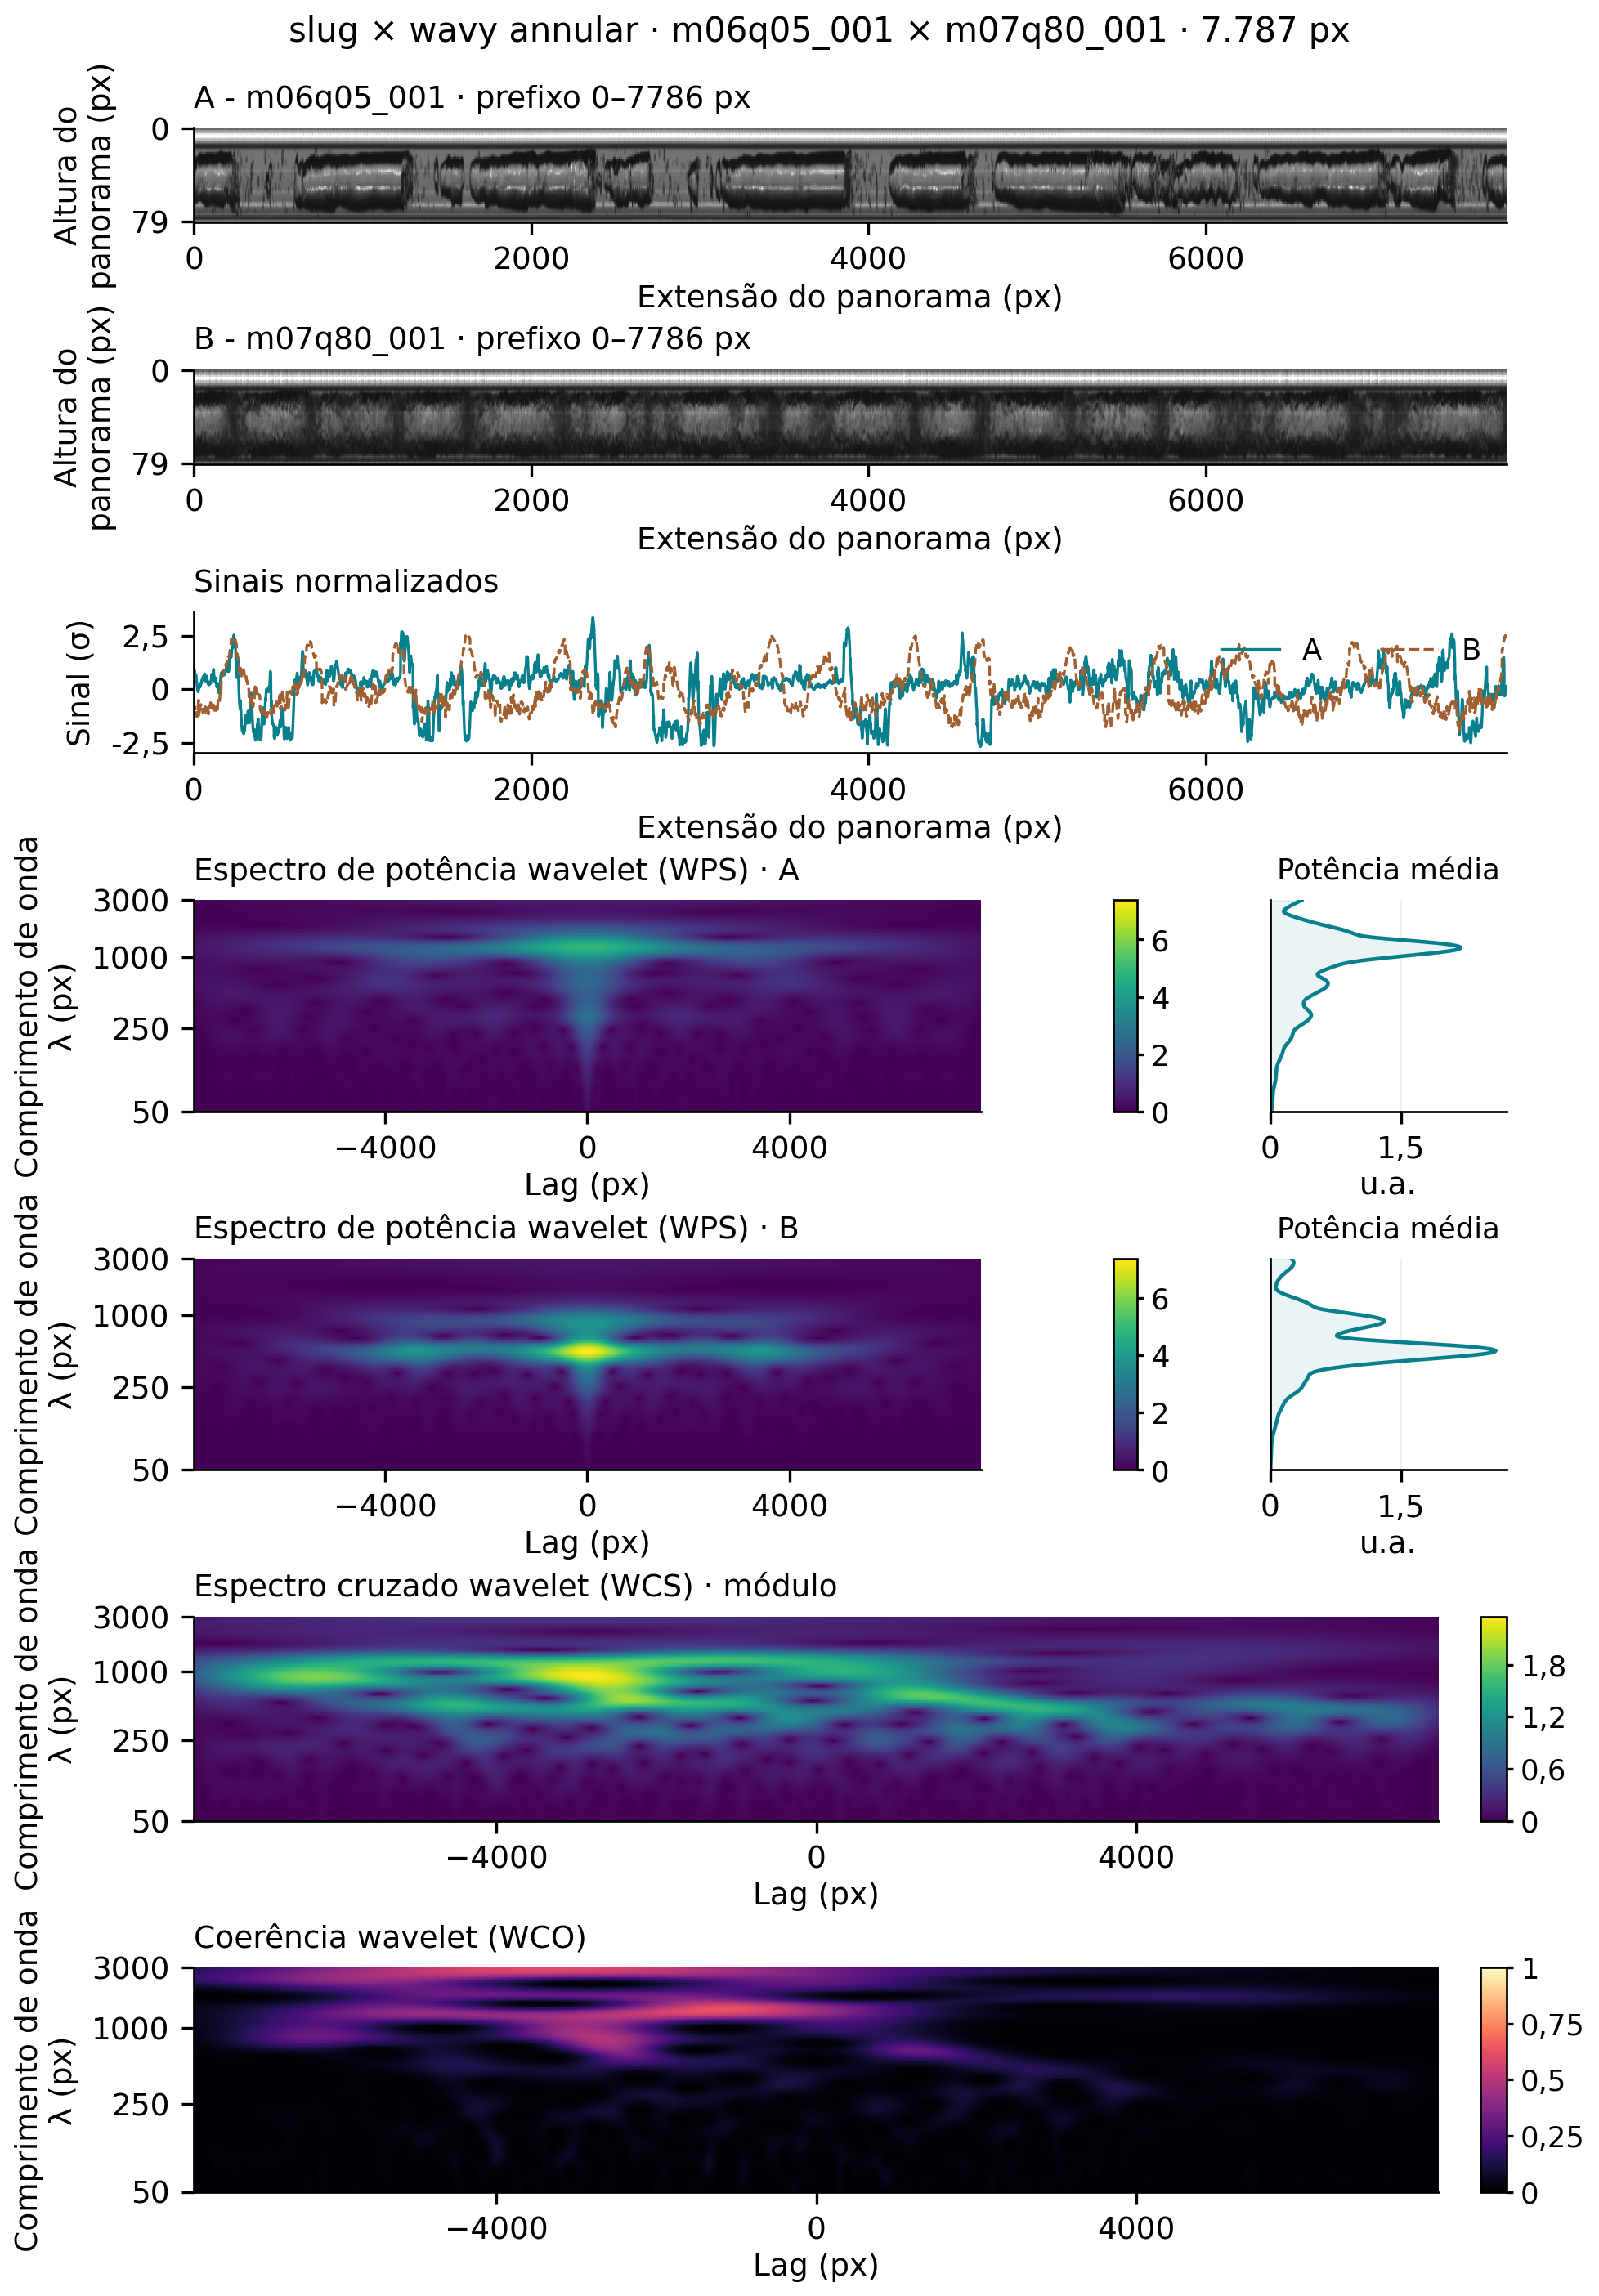 slug × wavy annular · m06q05_001 × m07q80_001 · 7.787 px
A - m06q05_001 · prefixo 0–7786 px
Altura do
panorama (px)
0
79
0
2000
4000
6000
Extensão do panorama (px)
B - m07q80_001 · prefixo 0–7786 px
Altura do
panorama (px)
0
79
0
2000
4000
6000
Extensão do panorama (px)
Sinais normalizados
Sinal (σ)
2,5
0
-2,5
A
B
0
2000
4000
6000
Extensão do panorama (px)
Espectro de potência wavelet (WPS) · A
Comprimento de onda
λ (px)
3000
1000
250
50
−4000
0
4000
Lag (px)
6
4
2
0
Potência média
0
1,5
u.a.
Espectro de potência wavelet (WPS) · B
Comprimento de onda
λ (px)
3000
1000
250
50
−4000
0
4000
Lag (px)
6
4
2
0
Potência média
0
1,5
u.a.
Espectro cruzado wavelet (WCS) · módulo
Comprimento de onda
λ (px)
3000
1000
250
50
−4000
0
4000
Lag (px)
1,8
1,2
0,6
0
Coerência wavelet (WCO)
Comprimento de onda
λ (px)
3000
1000
250
50
−4000
0
4000
Lag (px)
1
0,75
0,5
0,25
0